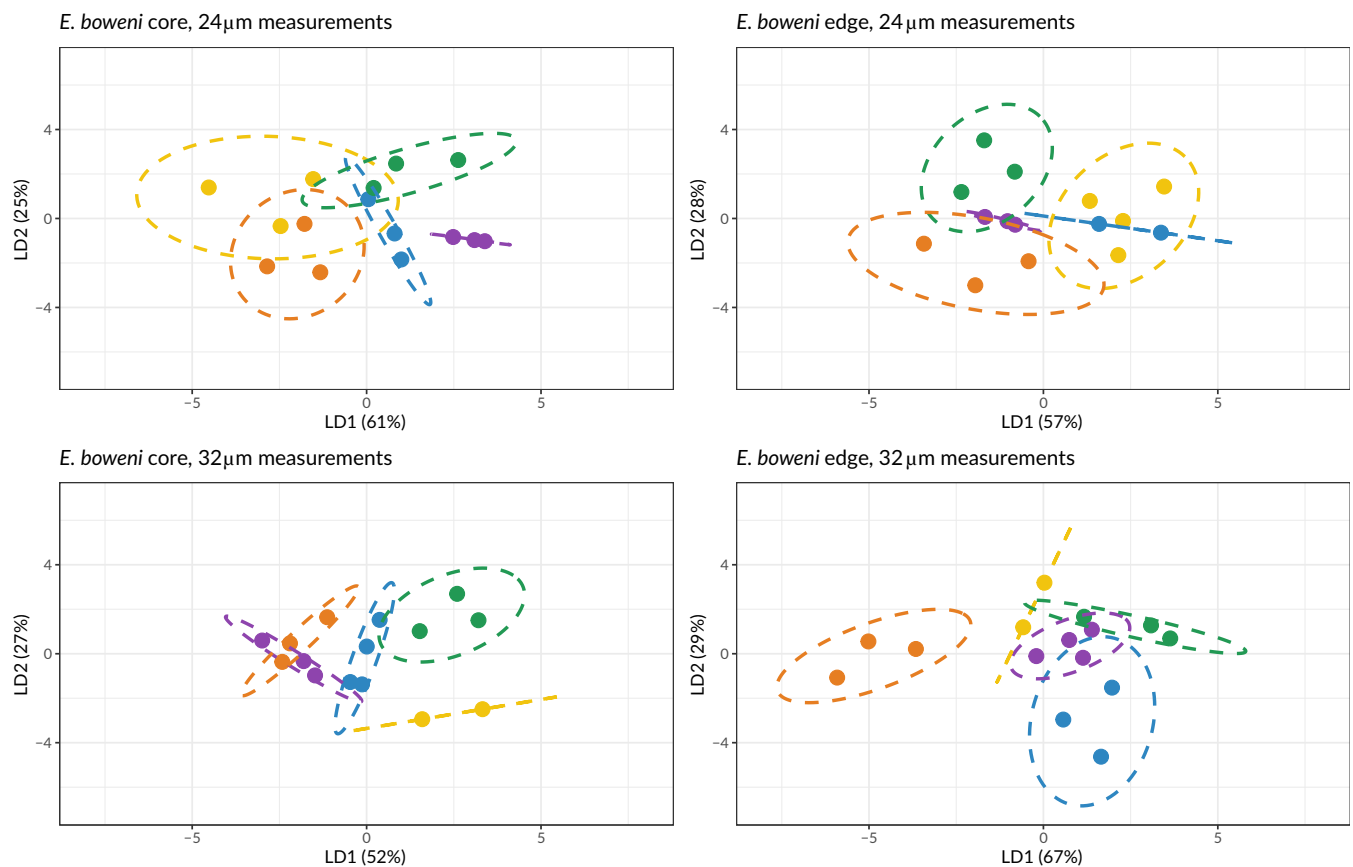 E. boweni core, 24μm measurements
4
0
−4
LD2 (25%)
−5
0
5
LD1 (61%)
E. boweni edge, 24μm measurements
4
0
−4
LD2 (28%)
−5
0
5
LD1 (57%)
E. boweni core, 32μm measurements
4
0
−4
LD2 (27%)
−5
0
5
LD1 (52%)
E. boweni edge, 32μm measurements
4
0
−4
LD2 (29%)
−5
0
5
LD1 (67%)